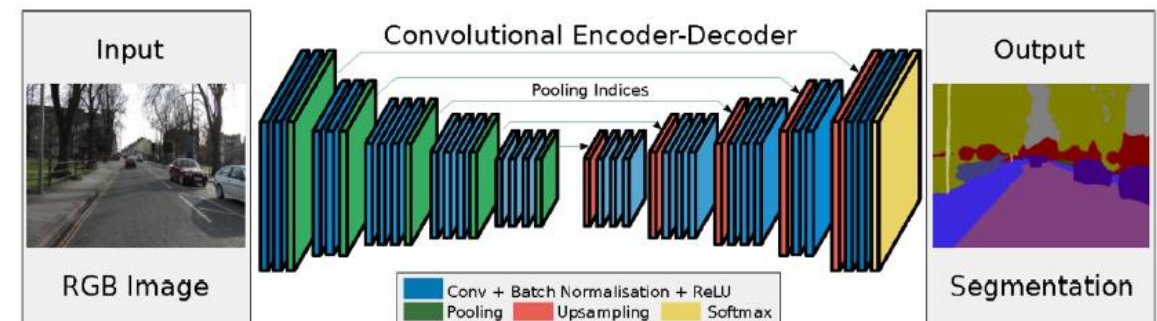 Input
RGB Image
Convolutional Encoder-Decoder
Pooling Indices
Conv + Batch Normalisation + ReLU
Pooling Upsampling Softmax
Output
Segmentation